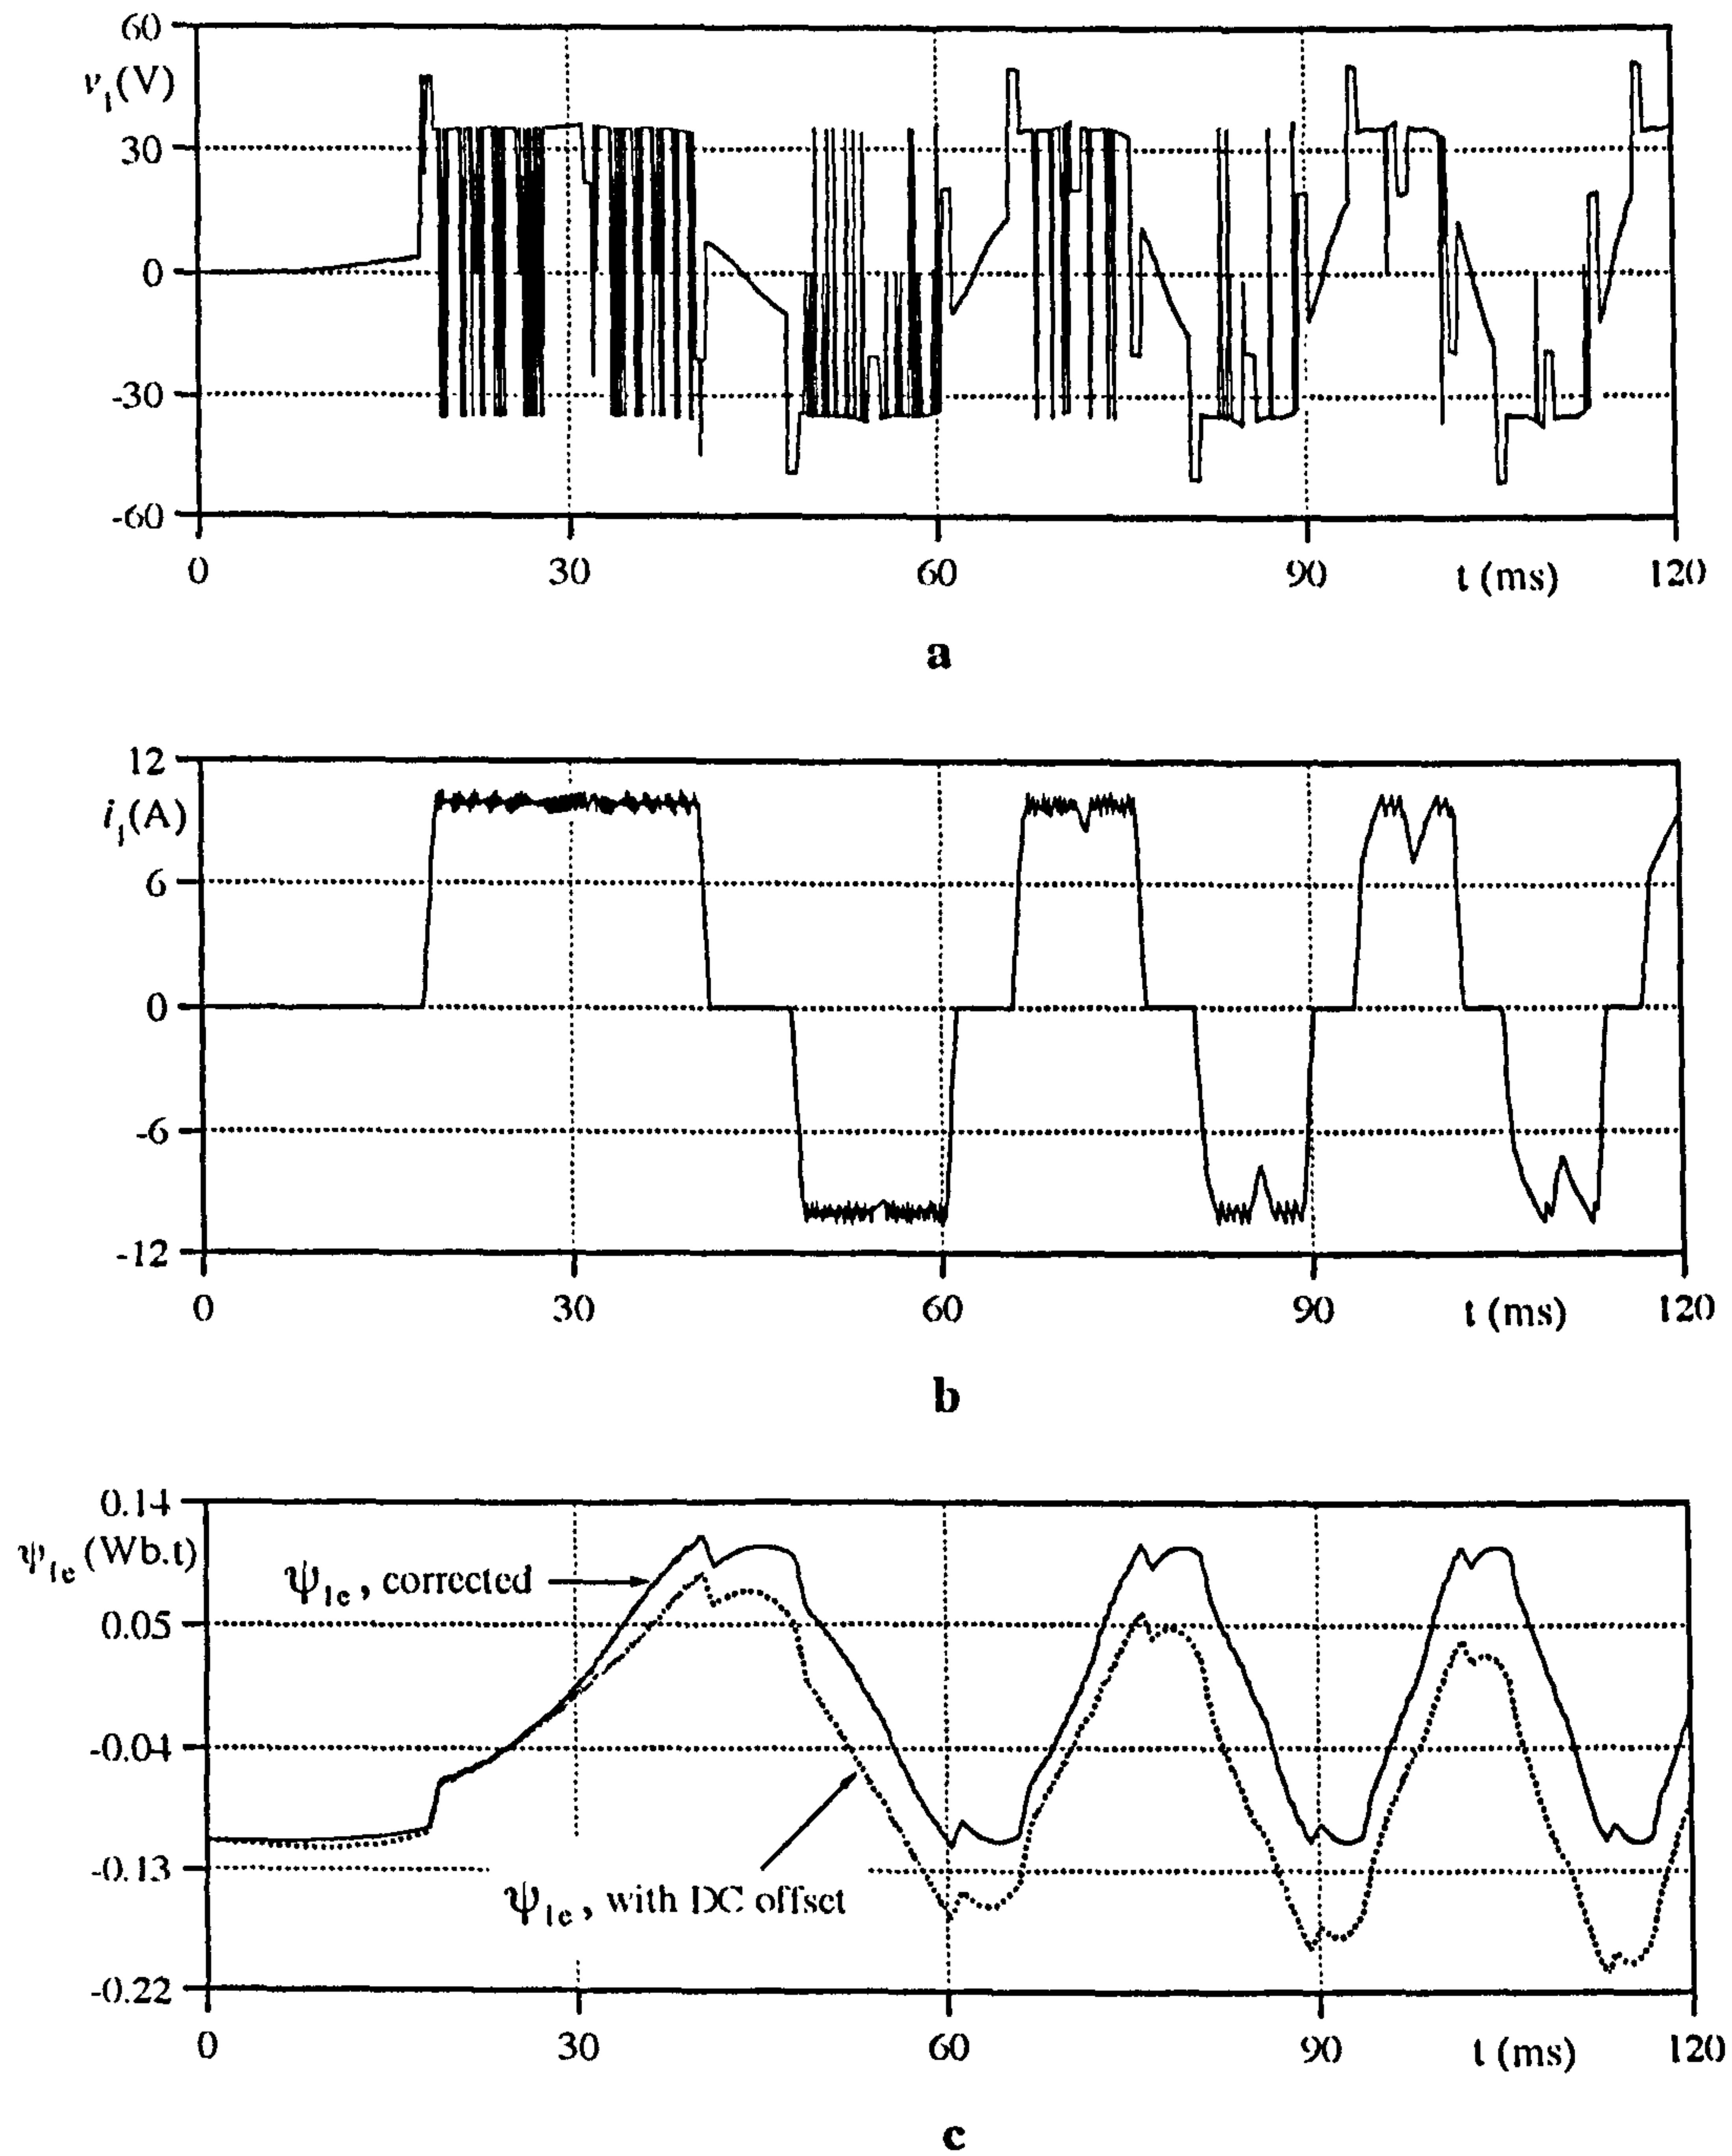 60
v₁(V)
30
0
-30
-60
0 30 60 90 t (ms) 120
a
12
i₁(A)
6
0
-6
-12
0 30 60 90 t (ms) 120
b
0.14
ψ₁ₑ (Wb.t)
ψ₁ₑ, corrected
0.05
-0.04
-0.13
ψ₁ₑ, with DC offset
-0.22
0 30 60 90 t (ms) 120
c